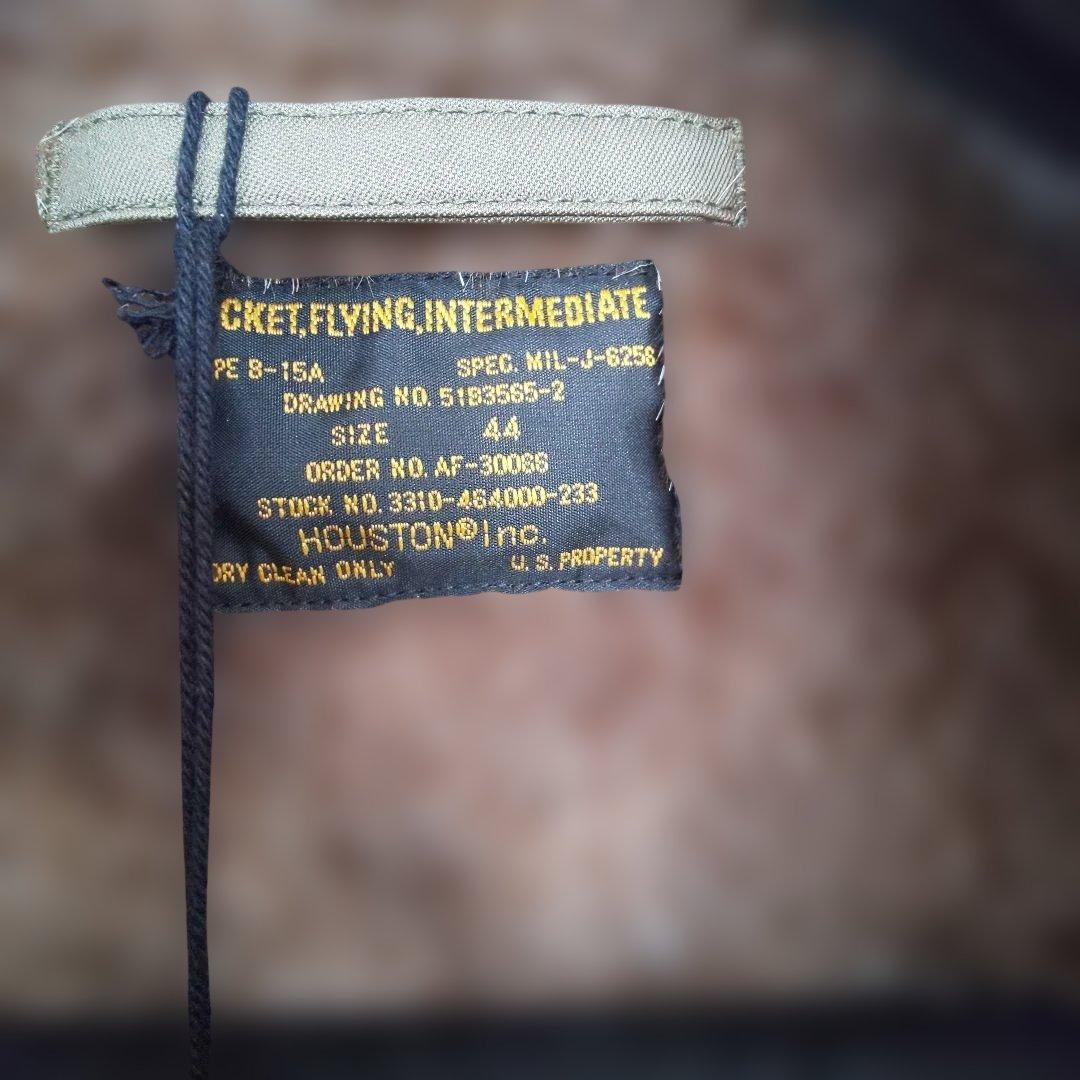 CKET,FLYING,INTERMEDIATE
PE B-15A SPEC. MIL-J-6256
DRAWING NO. 51B3565-2
SIZE 44
ORDER NO. AF-30066
STOCK NO. 3310-464000-233
HOUSTON® Inc.
DRY CLEAN ONLY U.S. PROPERTY